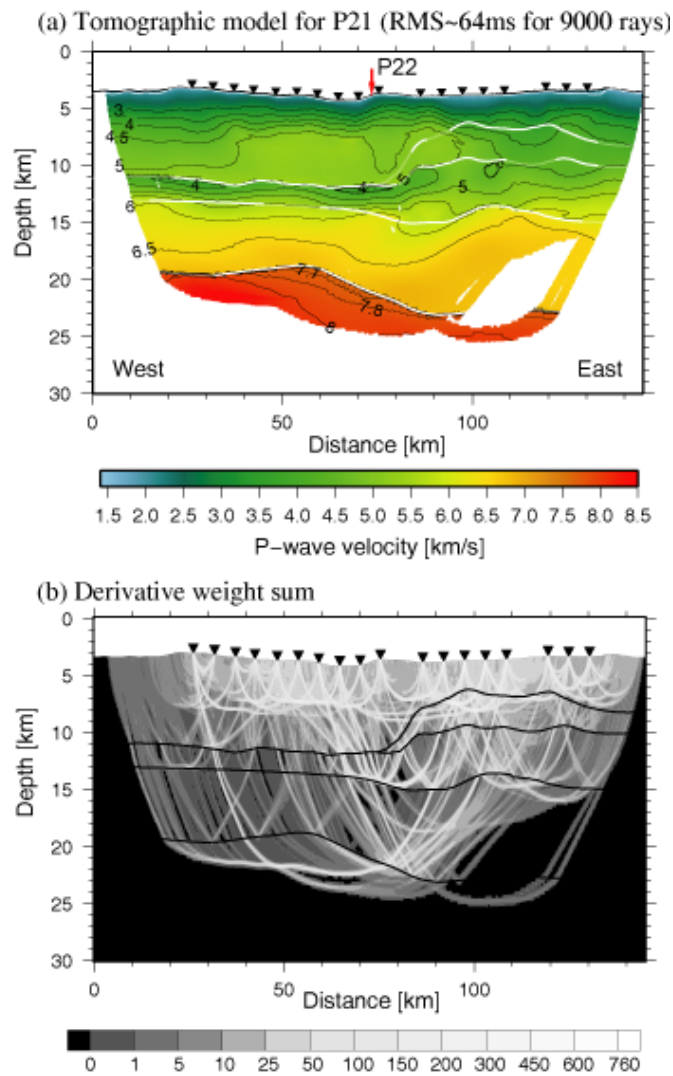 (a) Tomographic model for P21 (RMS~64ms for 9000 rays)
P22
0
5
10
15
20
25
30
Depth [km]
3
4
4.5
5
4
4
5
5
6
6.5
7.7
7.8
West
East
0
50
100
Distance [km]
1.5 2.0 2.5 3.0 3.5 4.0 4.5 5.0 5.5 6.0 6.5 7.0 7.5 8.0 8.5
P-wave velocity [km/s]
(b) Derivative weight sum
0
5
10
15
20
25
30
Depth [km]
0
50
100
Distance [km]
0 1 5 10 25 50 100 150 200 300 450 600 760